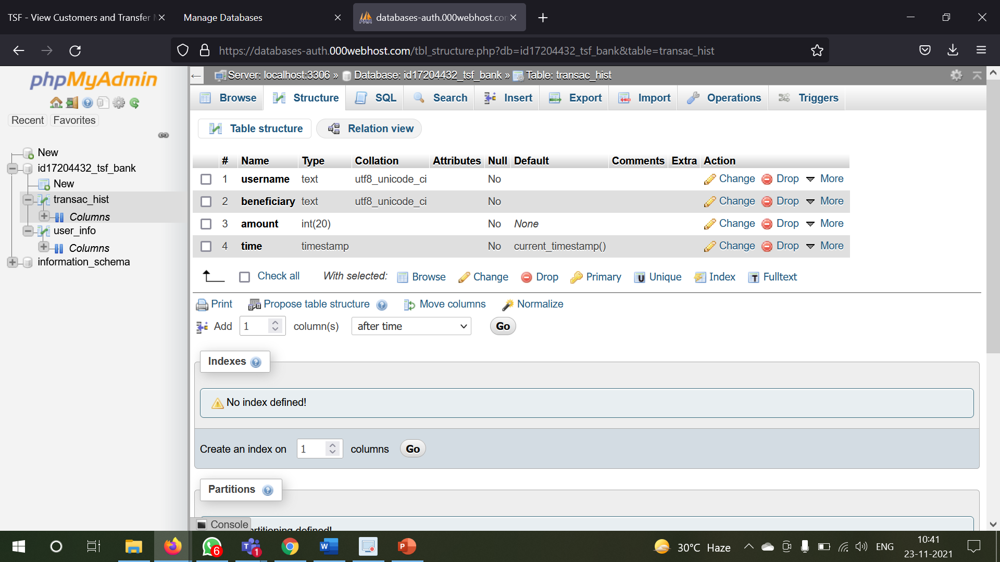 TSF - View Customers and Transfer
Manage Databases
databases-auth.000webhost.co
https://databases-auth.000webhost.com/tbl_structure.php?db=id17204432_tsf_bank&table=transac_hist
phpMyAdmin
Recent Favorites
New
id17204432_tsf_bank
New
transac_hist
Columns
user_info
Columns
information_schema
Server: localhost:3306 » Database: id17204432_tsf_bank » Table: transac_hist
Browse Structure SQL Search Insert Export Import Operations Triggers
Table structure Relation view
# Name Type Collation Attributes Null Default Comments Extra Action
1 username text utf8_unicode_ci No Change Drop More
2 beneficiary text utf8_unicode_ci No Change Drop More
3 amount int(20) No None Change Drop More
4 time timestamp No current_timestamp() Change Drop More
Check all With selected: Browse Change Drop Primary Unique Index Fulltext
Print Propose table structure Move columns Normalize
Add 1 column(s) after time Go
Indexes
No index defined!
Create an index on 1 columns Go
Partitions
Console
defined!
6
1
30°C Haze
ENG
10:41
23-11-2021